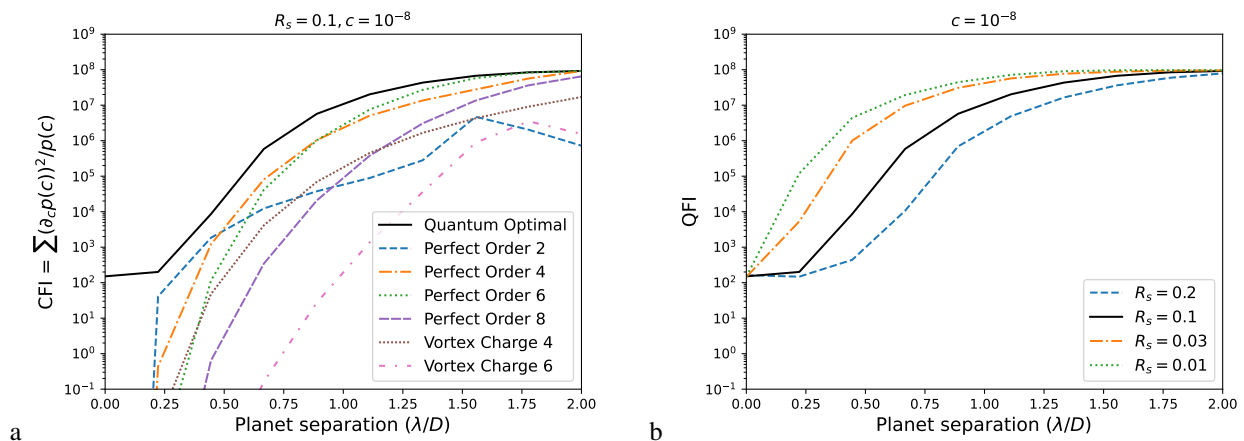 R_s = 0.1, c = 10^-8
CFI = ∑(∂_c p(c))²/p(c)
10^9
10^8
10^7
10^6
10^5
10^4
10^3
10^2
10^1
10^0
10^-1
Quantum Optimal
Perfect Order 2
Perfect Order 4
Perfect Order 6
Perfect Order 8
Vortex Charge 4
Vortex Charge 6
0.00 0.25 0.50 0.75 1.00 1.25 1.50 1.75 2.00
Planet separation (λ/D)
a
c = 10^-8
QFI
10^9
10^8
10^7
10^6
10^5
10^4
10^3
10^2
10^1
10^0
10^-1
R_s = 0.2
R_s = 0.1
R_s = 0.03
R_s = 0.01
0.00 0.25 0.50 0.75 1.00 1.25 1.50 1.75 2.00
Planet separation (λ/D)
b